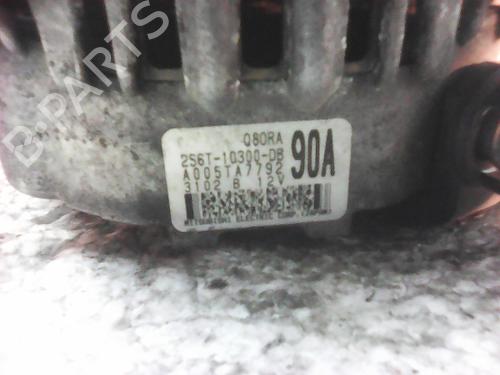 B-PARTS
Q80RA
2S6T-10300-DB
90A
A005TA7792
3102 B 12V
MITSUBISHI ELECTRIC CORP. (JAPAN)